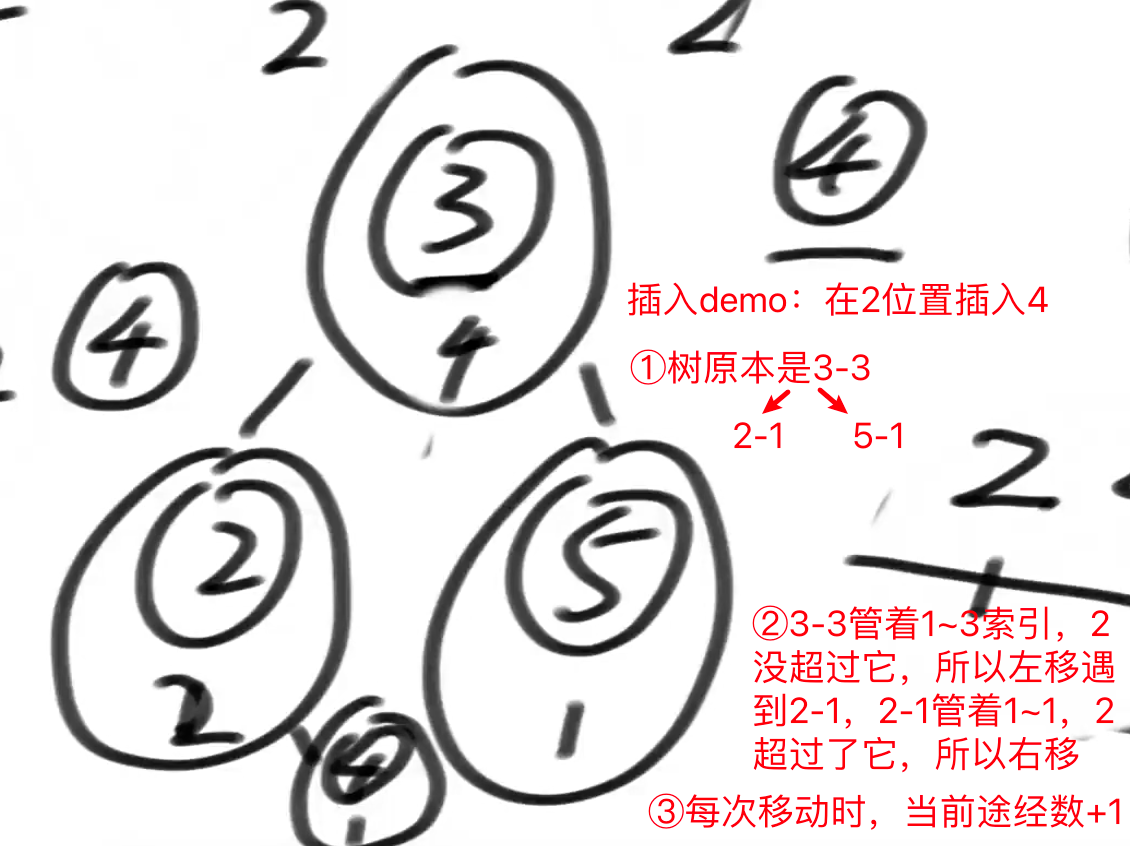 2
4
3
4
4
插入demo：在2位置插入4
4
①树原本是3-3
2-1 5-1
2
2
5
1
②3-3管着1~3索引，2
没超过它，所以左移遇
到2-1，2-1管着1~1，2
超过了它，所以右移
2
1
4
1
③每次移动时，当前途经数+1